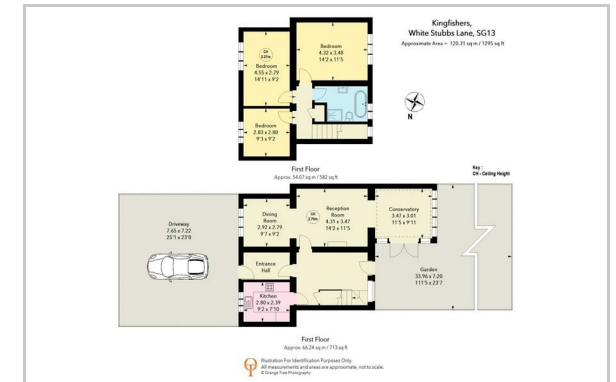 Kingfishers,
White Stubbs Lane, SG13
Approximate Area = 120.31 sq m / 1295 sq ft
Bedroom
4.32 x 3.48
14'2 x 11'5
CH
Bedroom
4.55 x 2.79
14'11 x 9'2
Bedroom
2.83 x 2.80
9'3 x 9'2
N
First Floor
Approx. 54.07 sq m / 582 sq ft
Key :
CH - Ceiling Height
Driveway
7.65 x 7.22
25'1 x 23'8
Dining
Room
2.92 x 2.79
9'7 x 9'2
CH
Reception
Room
4.31 x 3.47
14'2 x 11'5
Conservatory
3.47 x 3.01
11'5 x 9'11
Entrance
Hall
Garden
33.96 x 7.20
111'5 x 23'7
Kitchen
2.80 x 2.39
9'2 x 7'10
First Floor
Approx. 66.24 sq m / 713 sq ft
Illustration For Identification Purposes Only.
All measurements and areas are approximate, not to scale.
© Orange Tree Photography